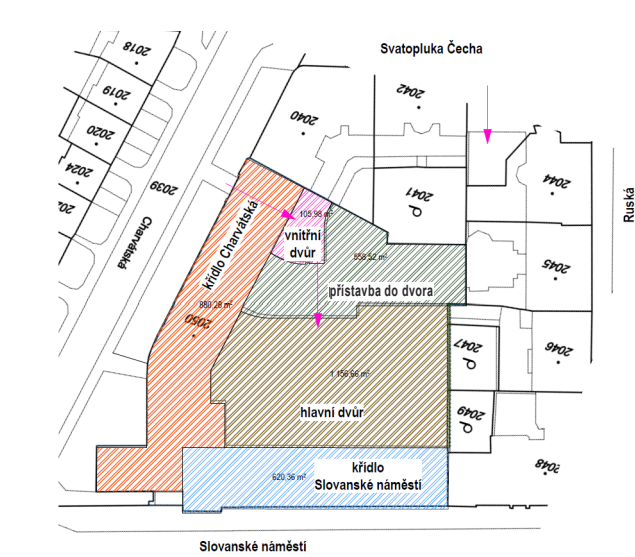 Svatopluka Čecha
2018
2019
2020
2024
2039
2040
2042
2041
2044
Ruská
Charvátská
křídlo Charvátská
105,98 m²
vnitřní
dvůr
558,52 m²
přístavba do dvora
2045
880,28 m²
2050
2047
2046
1 156,66 m²
hlavní dvůr
2049
křídlo
Slovanské náměstí
620,36 m²
2048
Slovanské náměstí